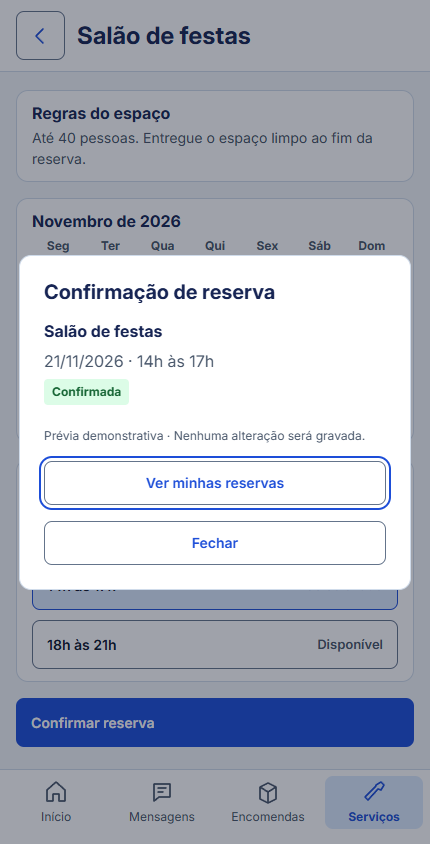 Salão de festas
Regras do espaço
Até 40 pessoas. Entregue o espaço limpo ao fim da
reserva.
Novembro de 2026
Seg Ter Qua Qui Sex Sáb Dom
Confirmação de reserva
Salão de festas
21/11/2026 · 14h às 17h
Confirmada
Prévia demonstrativa · Nenhuma alteração será gravada.
Ver minhas reservas
Fechar
18h às 21h Disponível
Confirmar reserva
Início Mensagens Encomendas Serviços